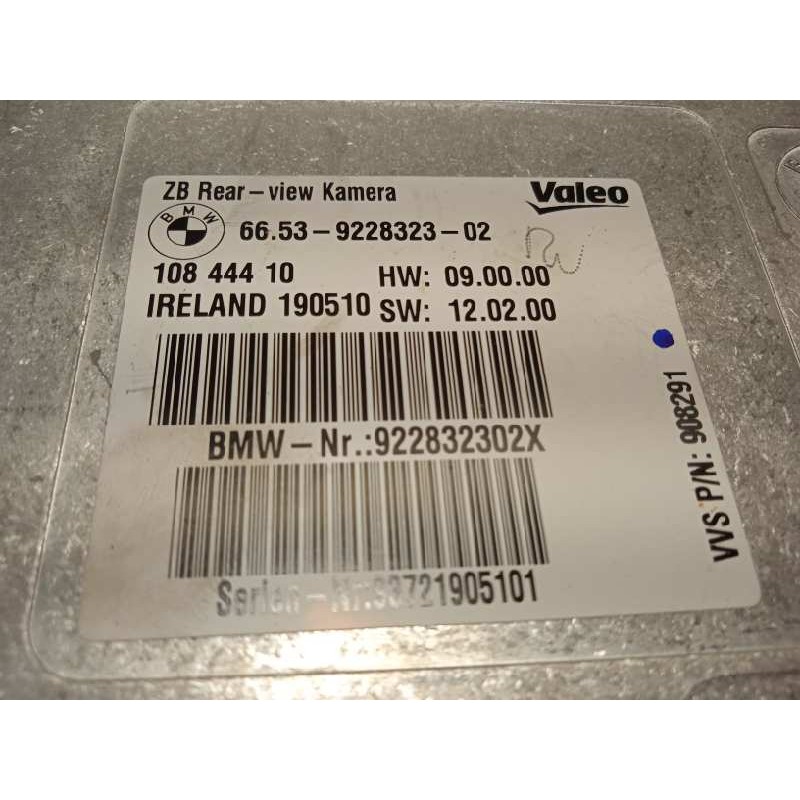 ZB Rear-view Kamera
Valeo
BMW
66.53-9228323-02
108 444 10
HW: 09.00.00
IRELAND 190510
SW: 12.02.00
BMW-Nr.:922832302X
VVS P/N: 908291